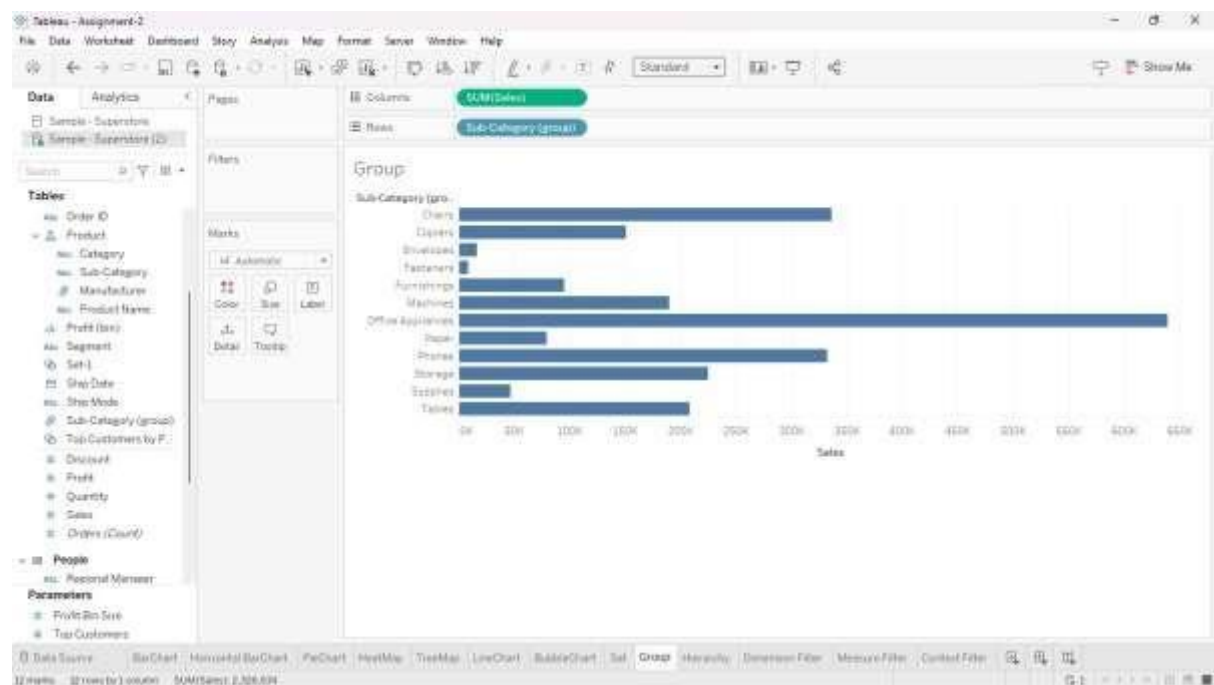 Tableau - Assignment-2
File Data Worksheet Dashboard Story Analysis Map Format Server Window Help
Standard
Show Me
Data
Analytics
Pages
Columns
SUM(Sales)
Sample - Superstore
Rows
Sub-Category (group)
Sample - Superstore (2)
Search
Filters
Group
Tables
Sub-Category (gro..
Order ID
Product
Category
Sub-Category
Manufacturer
Product Name
Profit (bin)
Segment
Set-1
Ship Date
Ship Mode
Sub-Category (group)
Top Customers by P..
Discount
Profit
Quantity
Sales
Orders (Count)
People
Regional Manager
Parameters
Profit Bin Size
Top Customers
Marks
Automatic
Color Size Label
Detail Tooltip
Chairs
Copiers
Envelopes
Fasteners
Furnishings
Machines
Office Appliances
Paper
Phones
Storage
Supplies
Tables
0K 50K 100K 150K 200K 250K 300K 350K 400K 450K 500K 550K 600K 650K
Sales
Data Source BarChart Horizontal BarChart PieChart HeatMap TreeMap LineChart BubbleChart Set Group Hierarchy Dimension Filter Measure Filter Context Filter
12 marks 12 rows by 1 column